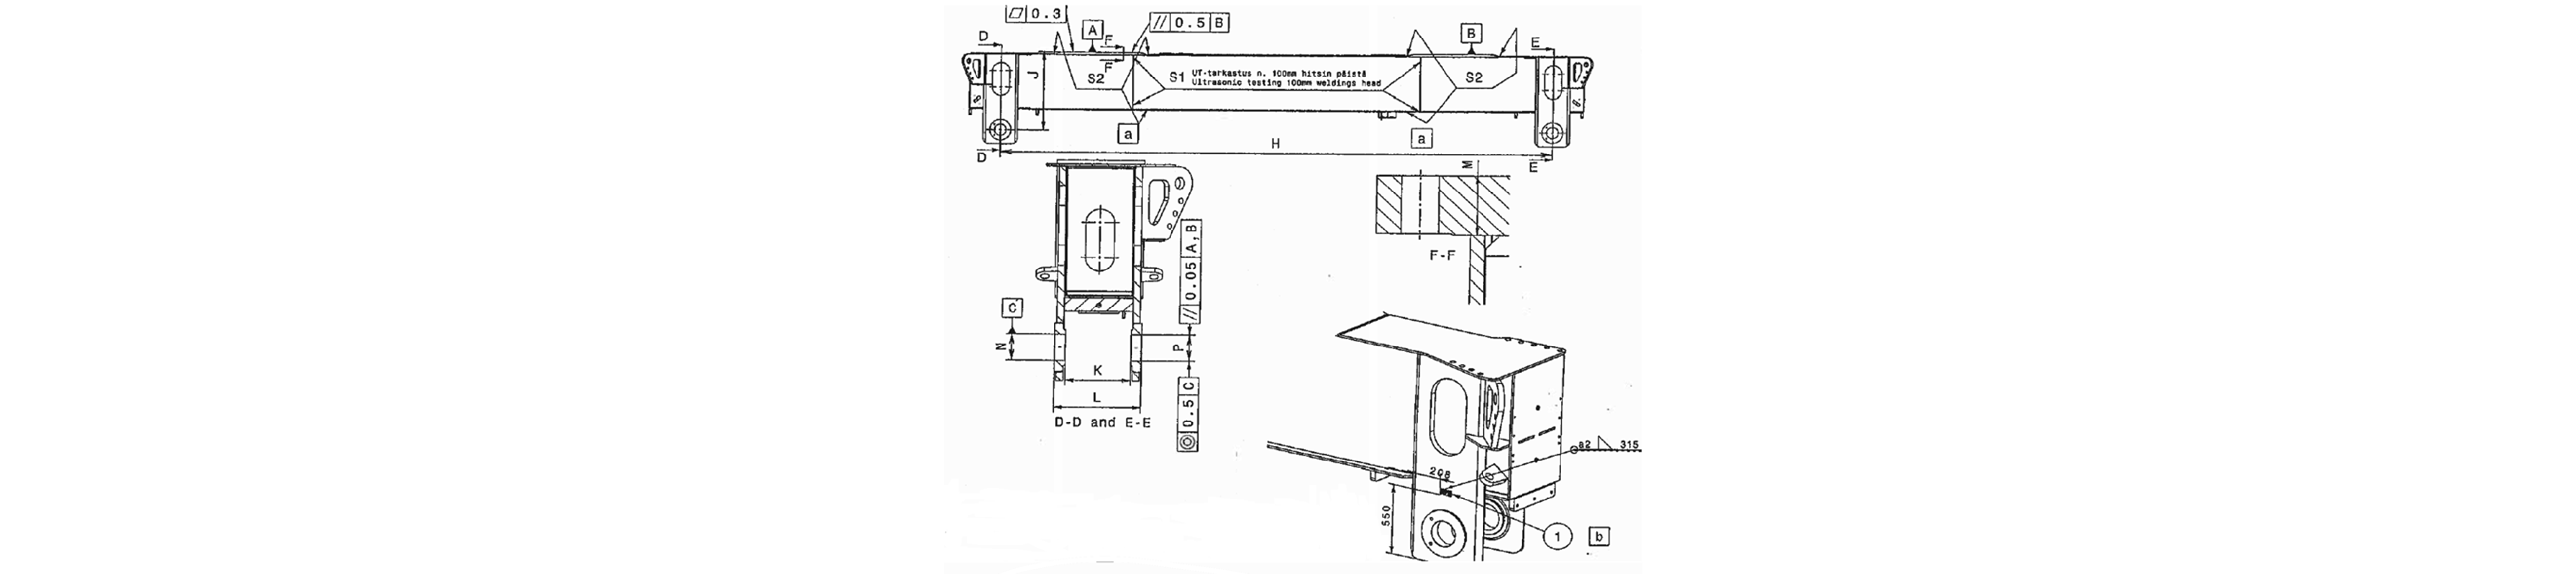 ⏥ 0.3
A
// 0.5 B
B
D
F
E
F
J
S2
S1
UT-tarkastus n. 100mm hitsin päistä
Ultrasonic testing 100mm weldings head
S2
a
a
H
D
E
M
F-F
// 0.05 A,B
C
N
P
K
L
◎ 0.5 C
D-D and E-E
a2 315
208
550
1
b